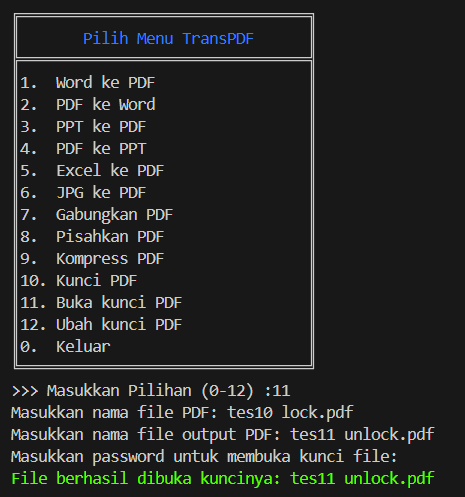 Pilih Menu TransPDF
1. Word ke PDF
2. PDF ke Word
3. PPT ke PDF
4. PDF ke PPT
5. Excel ke PDF
6. JPG ke PDF
7. Gabungkan PDF
8. Pisahkan PDF
9. Kompress PDF
10. Kunci PDF
11. Buka kunci PDF
12. Ubah kunci PDF
0. Keluar
>>> Masukkan Pilihan (0-12) :11
Masukkan nama file PDF: tes10 lock.pdf
Masukkan nama file output PDF: tes11 unlock.pdf
Masukkan password untuk membuka kunci file:
File berhasil dibuka kuncinya: tes11 unlock.pdf